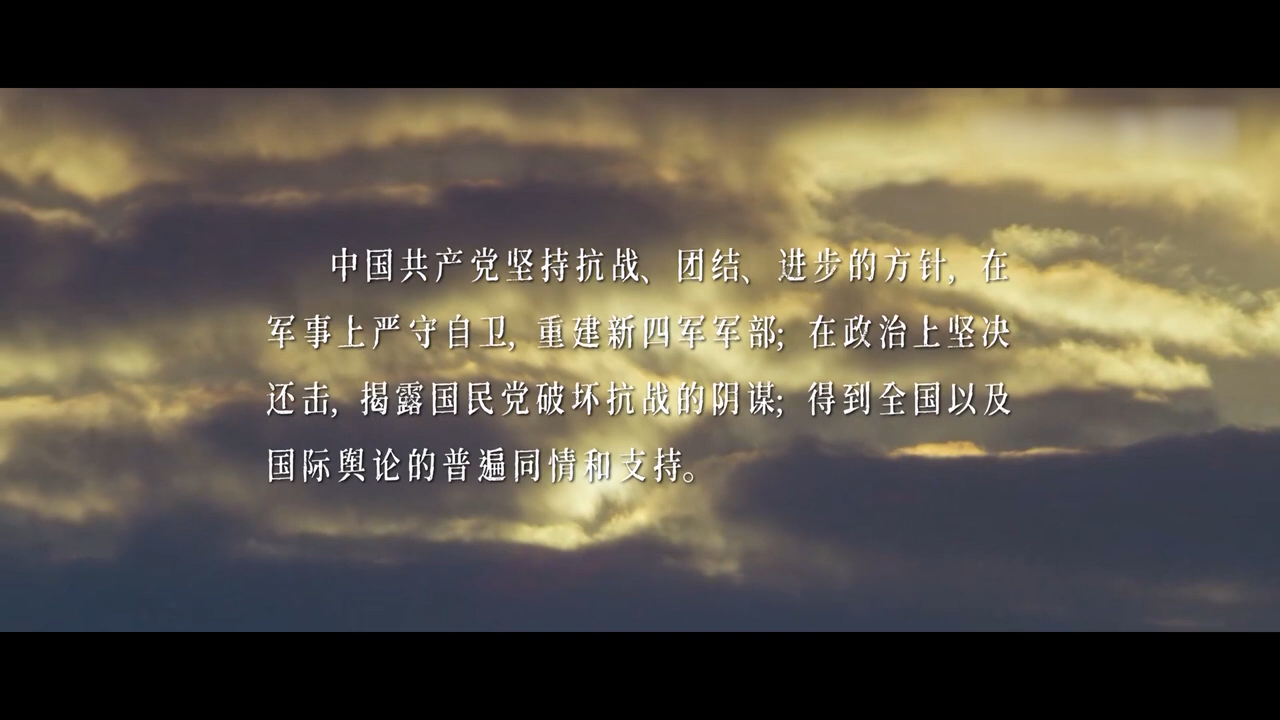 中国共产党坚持抗战、团结、进步的方针,在
军事上严守自卫,重建新四军军部;在政治上坚决
还击,揭露国民党破坏抗战的阴谋;得到全国以及
国际舆论的普遍同情和支持。